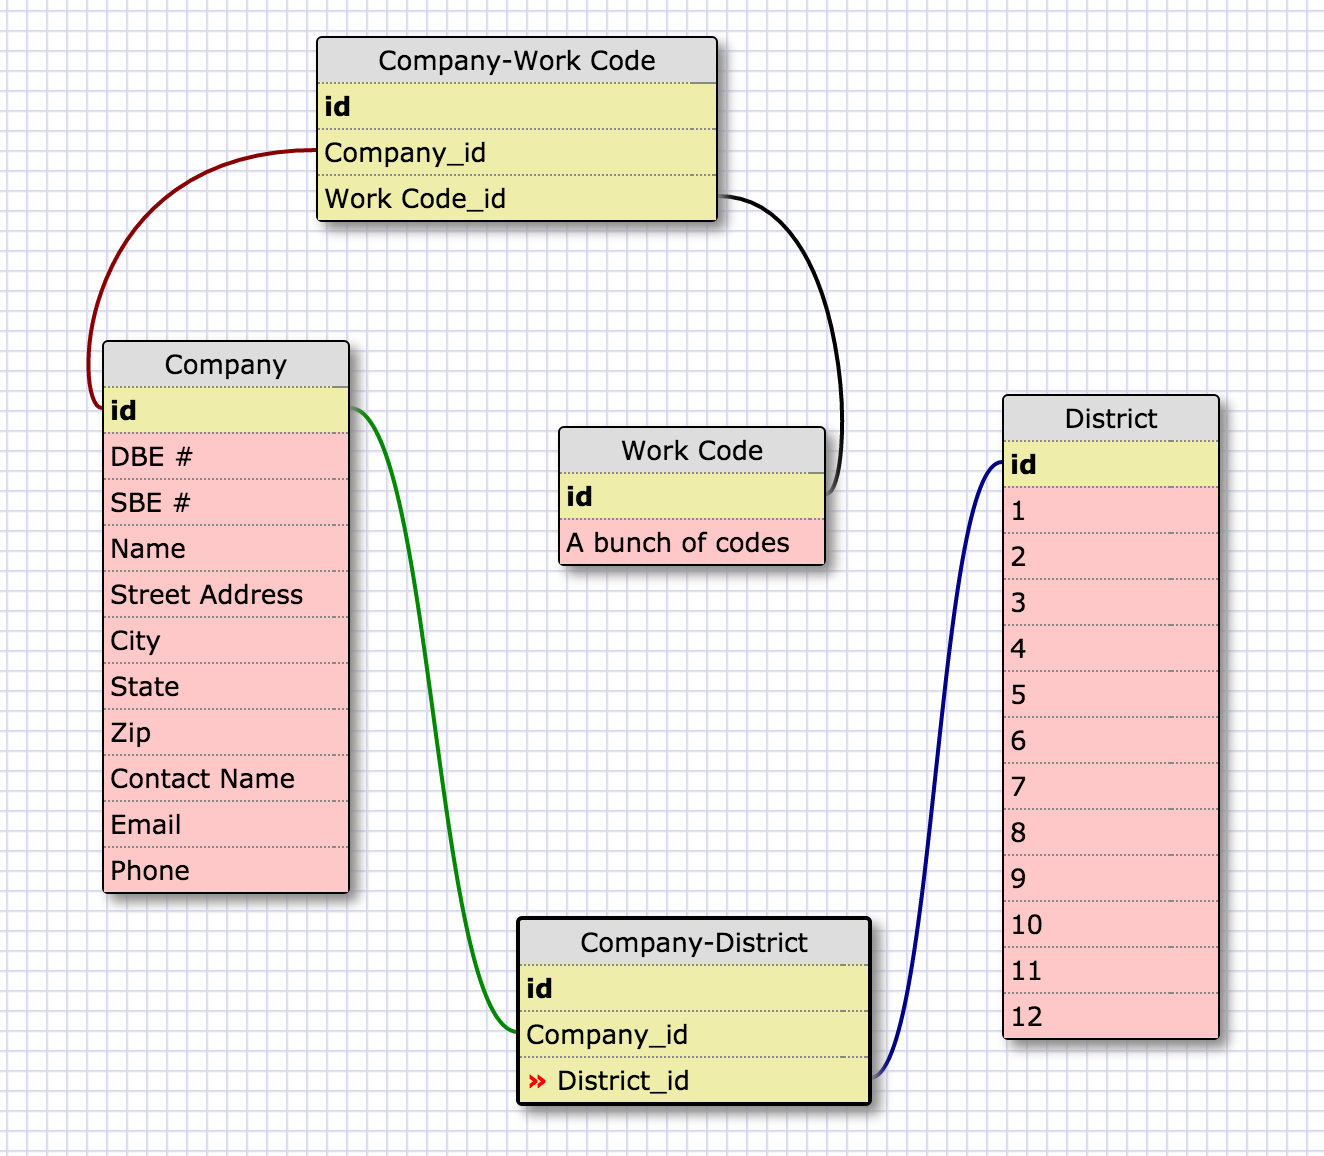 Company-Work Code
id
Company_id
Work Code_id
Company
id
DBE #
SBE #
Name
Street Address
City
State
Zip
Contact Name
Email
Phone
Work Code
id
A bunch of codes
District
id
1
2
3
4
5
6
7
8
9
10
11
12
Company-District
id
Company_id
» District_id